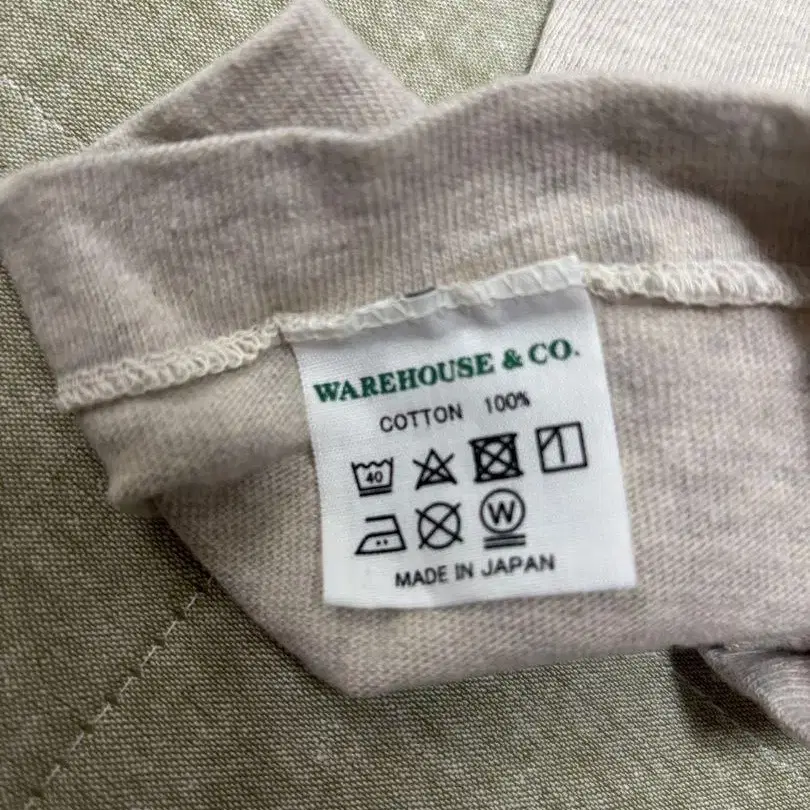 WAREHOUSE & CO.
COTTON 100%
40
W
MADE IN JAPAN